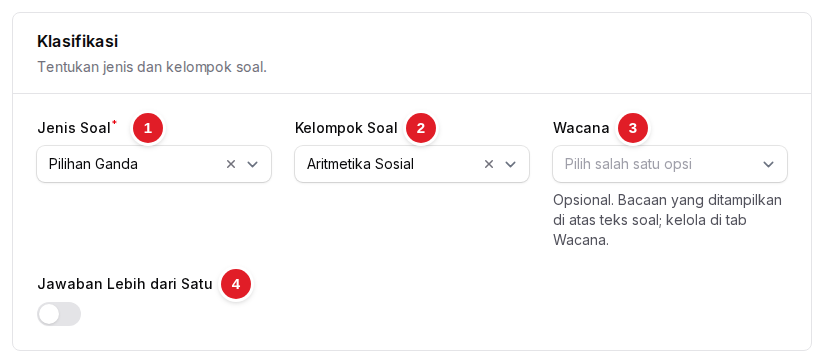 Klasifikasi
Tentukan jenis dan kelompok soal.
Jenis Soal* 1
Kelompok Soal 2
Wacana 3
Pilihan Ganda
Aritmetika Sosial
Pilih salah satu opsi
Opsional. Bacaan yang ditampilkan
di atas teks soal; kelola di tab
Wacana.
Jawaban Lebih dari Satu 4